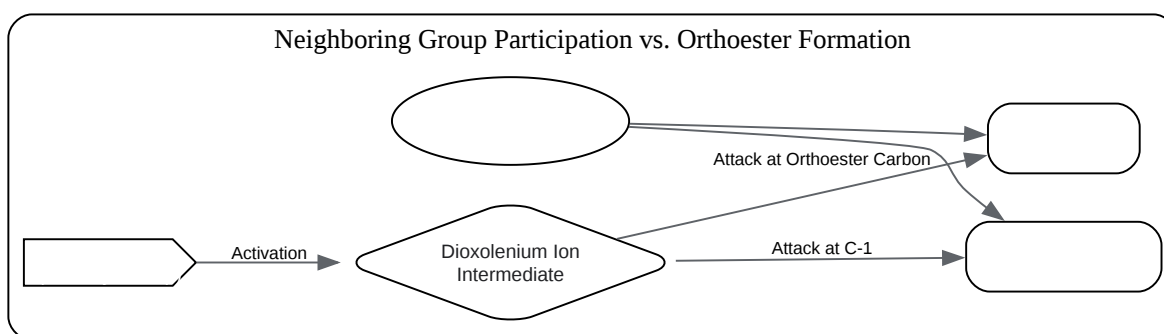 Neighboring Group Participation vs. Orthoester Formation
Attack at Orthoester Carbon
Activation
Dioxolenium Ion
Intermediate
Attack at C-1